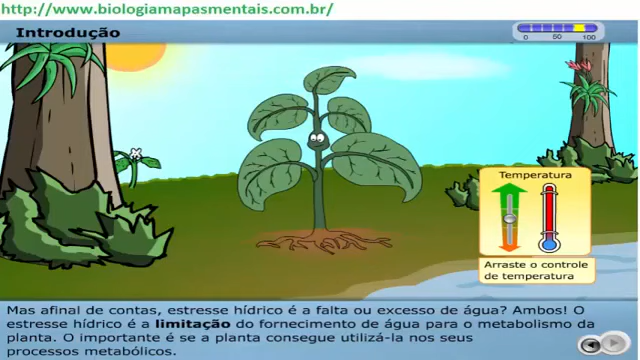 http://www.biologiamapasmentais.com.br/
Introdução
0 50 100
Temperatura
Arraste o controle
de temperatura
Mas afinal de contas, estresse hídrico é a falta ou excesso de água? Ambos! O
estresse hídrico é a limitação do fornecimento de água para o metabolismo da
planta. O importante é se a planta consegue utilizá-la nos seus
processos metabólicos.